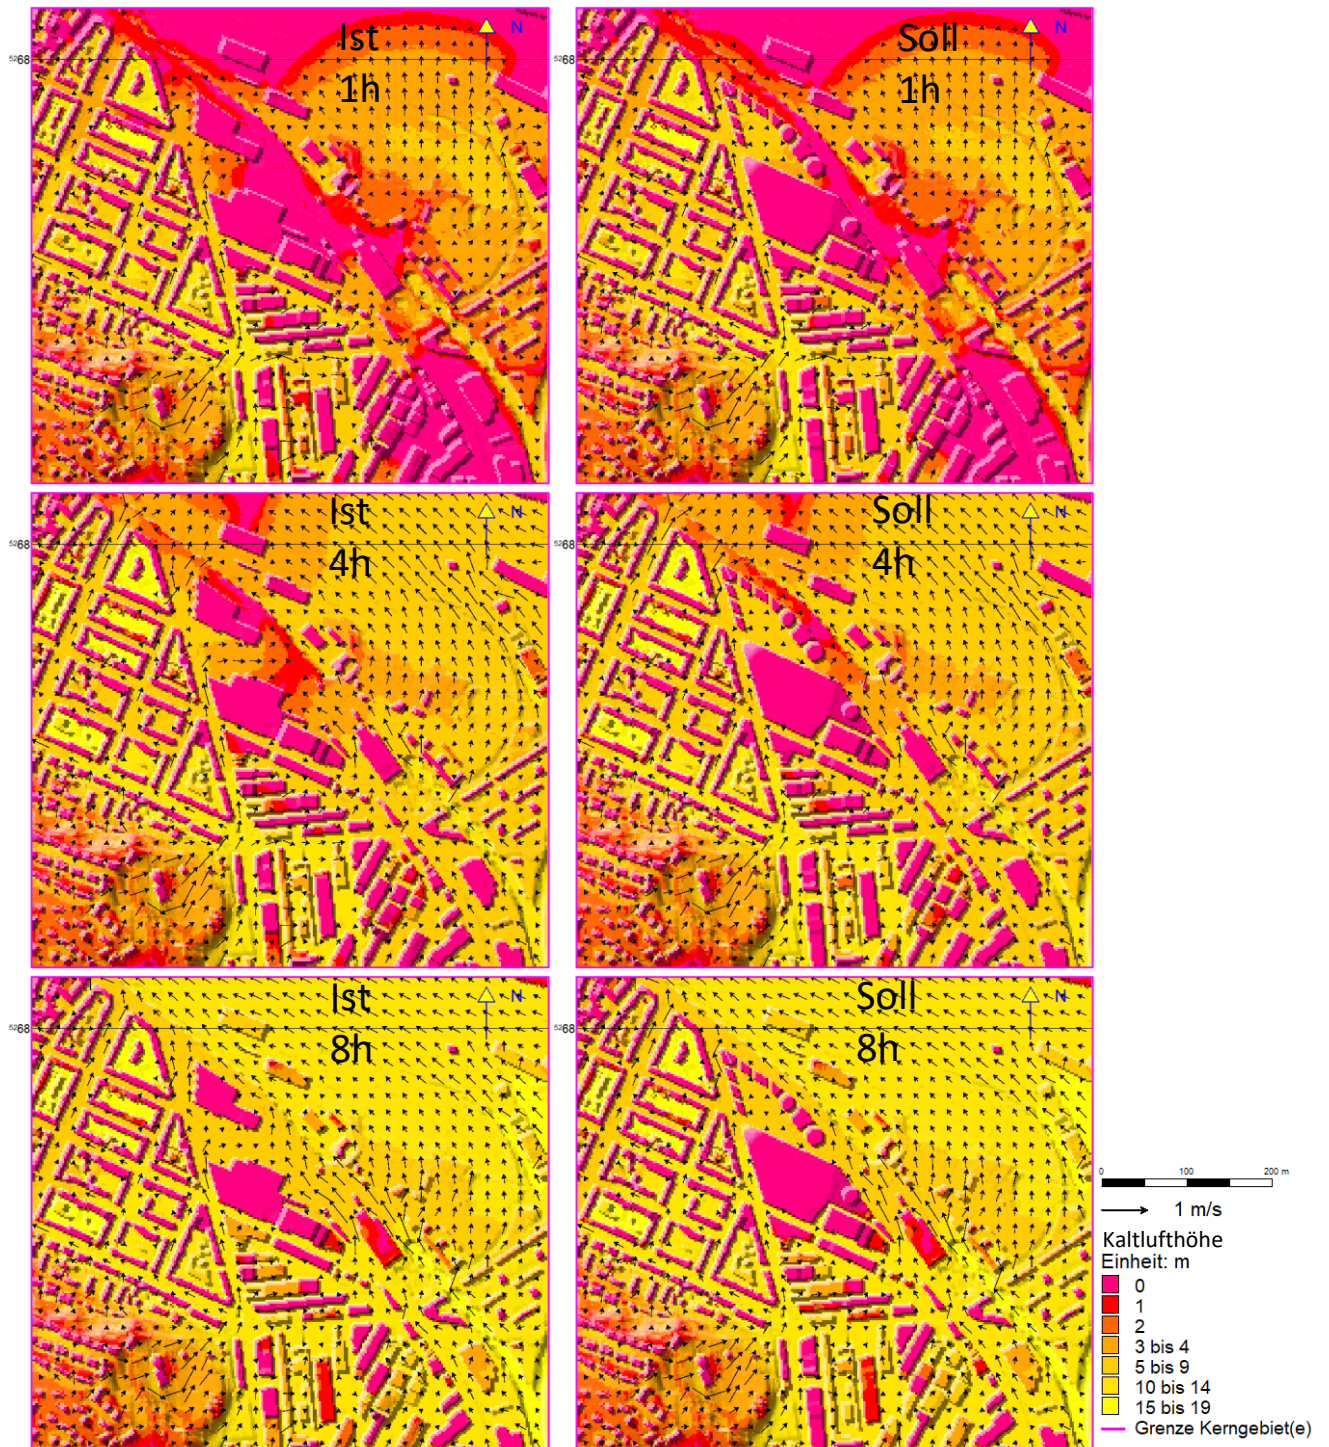 Ist
1h
N
5268
Soll
1h
N
5268
Ist
4h
N
5268
Soll
4h
N
5268
Ist
8h
N
5268
Soll
8h
N
5268
0 100 200 m
1 m/s
Kaltlufthöhe
Einheit: m
0
1
2
3 bis 4
5 bis 9
10 bis 14
15 bis 19
Grenze Kerngebiet(e)